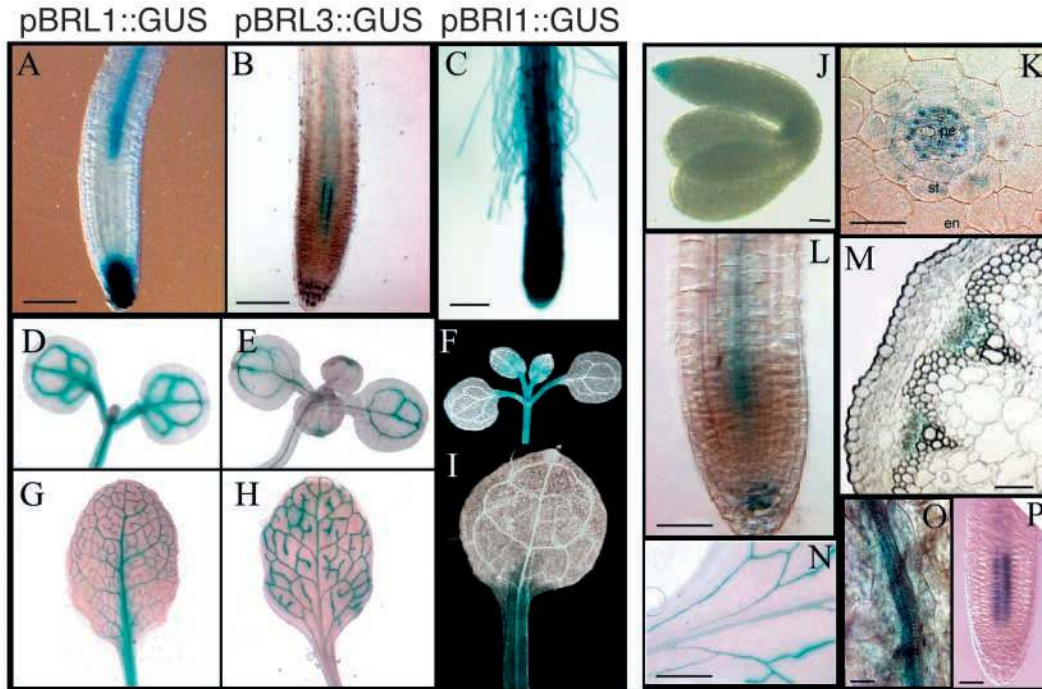 pBRL1::GUS pBRL3::GUS pBRI1::GUS
A B C J K
pe
st
en
L M
D E F
G H I
N O P